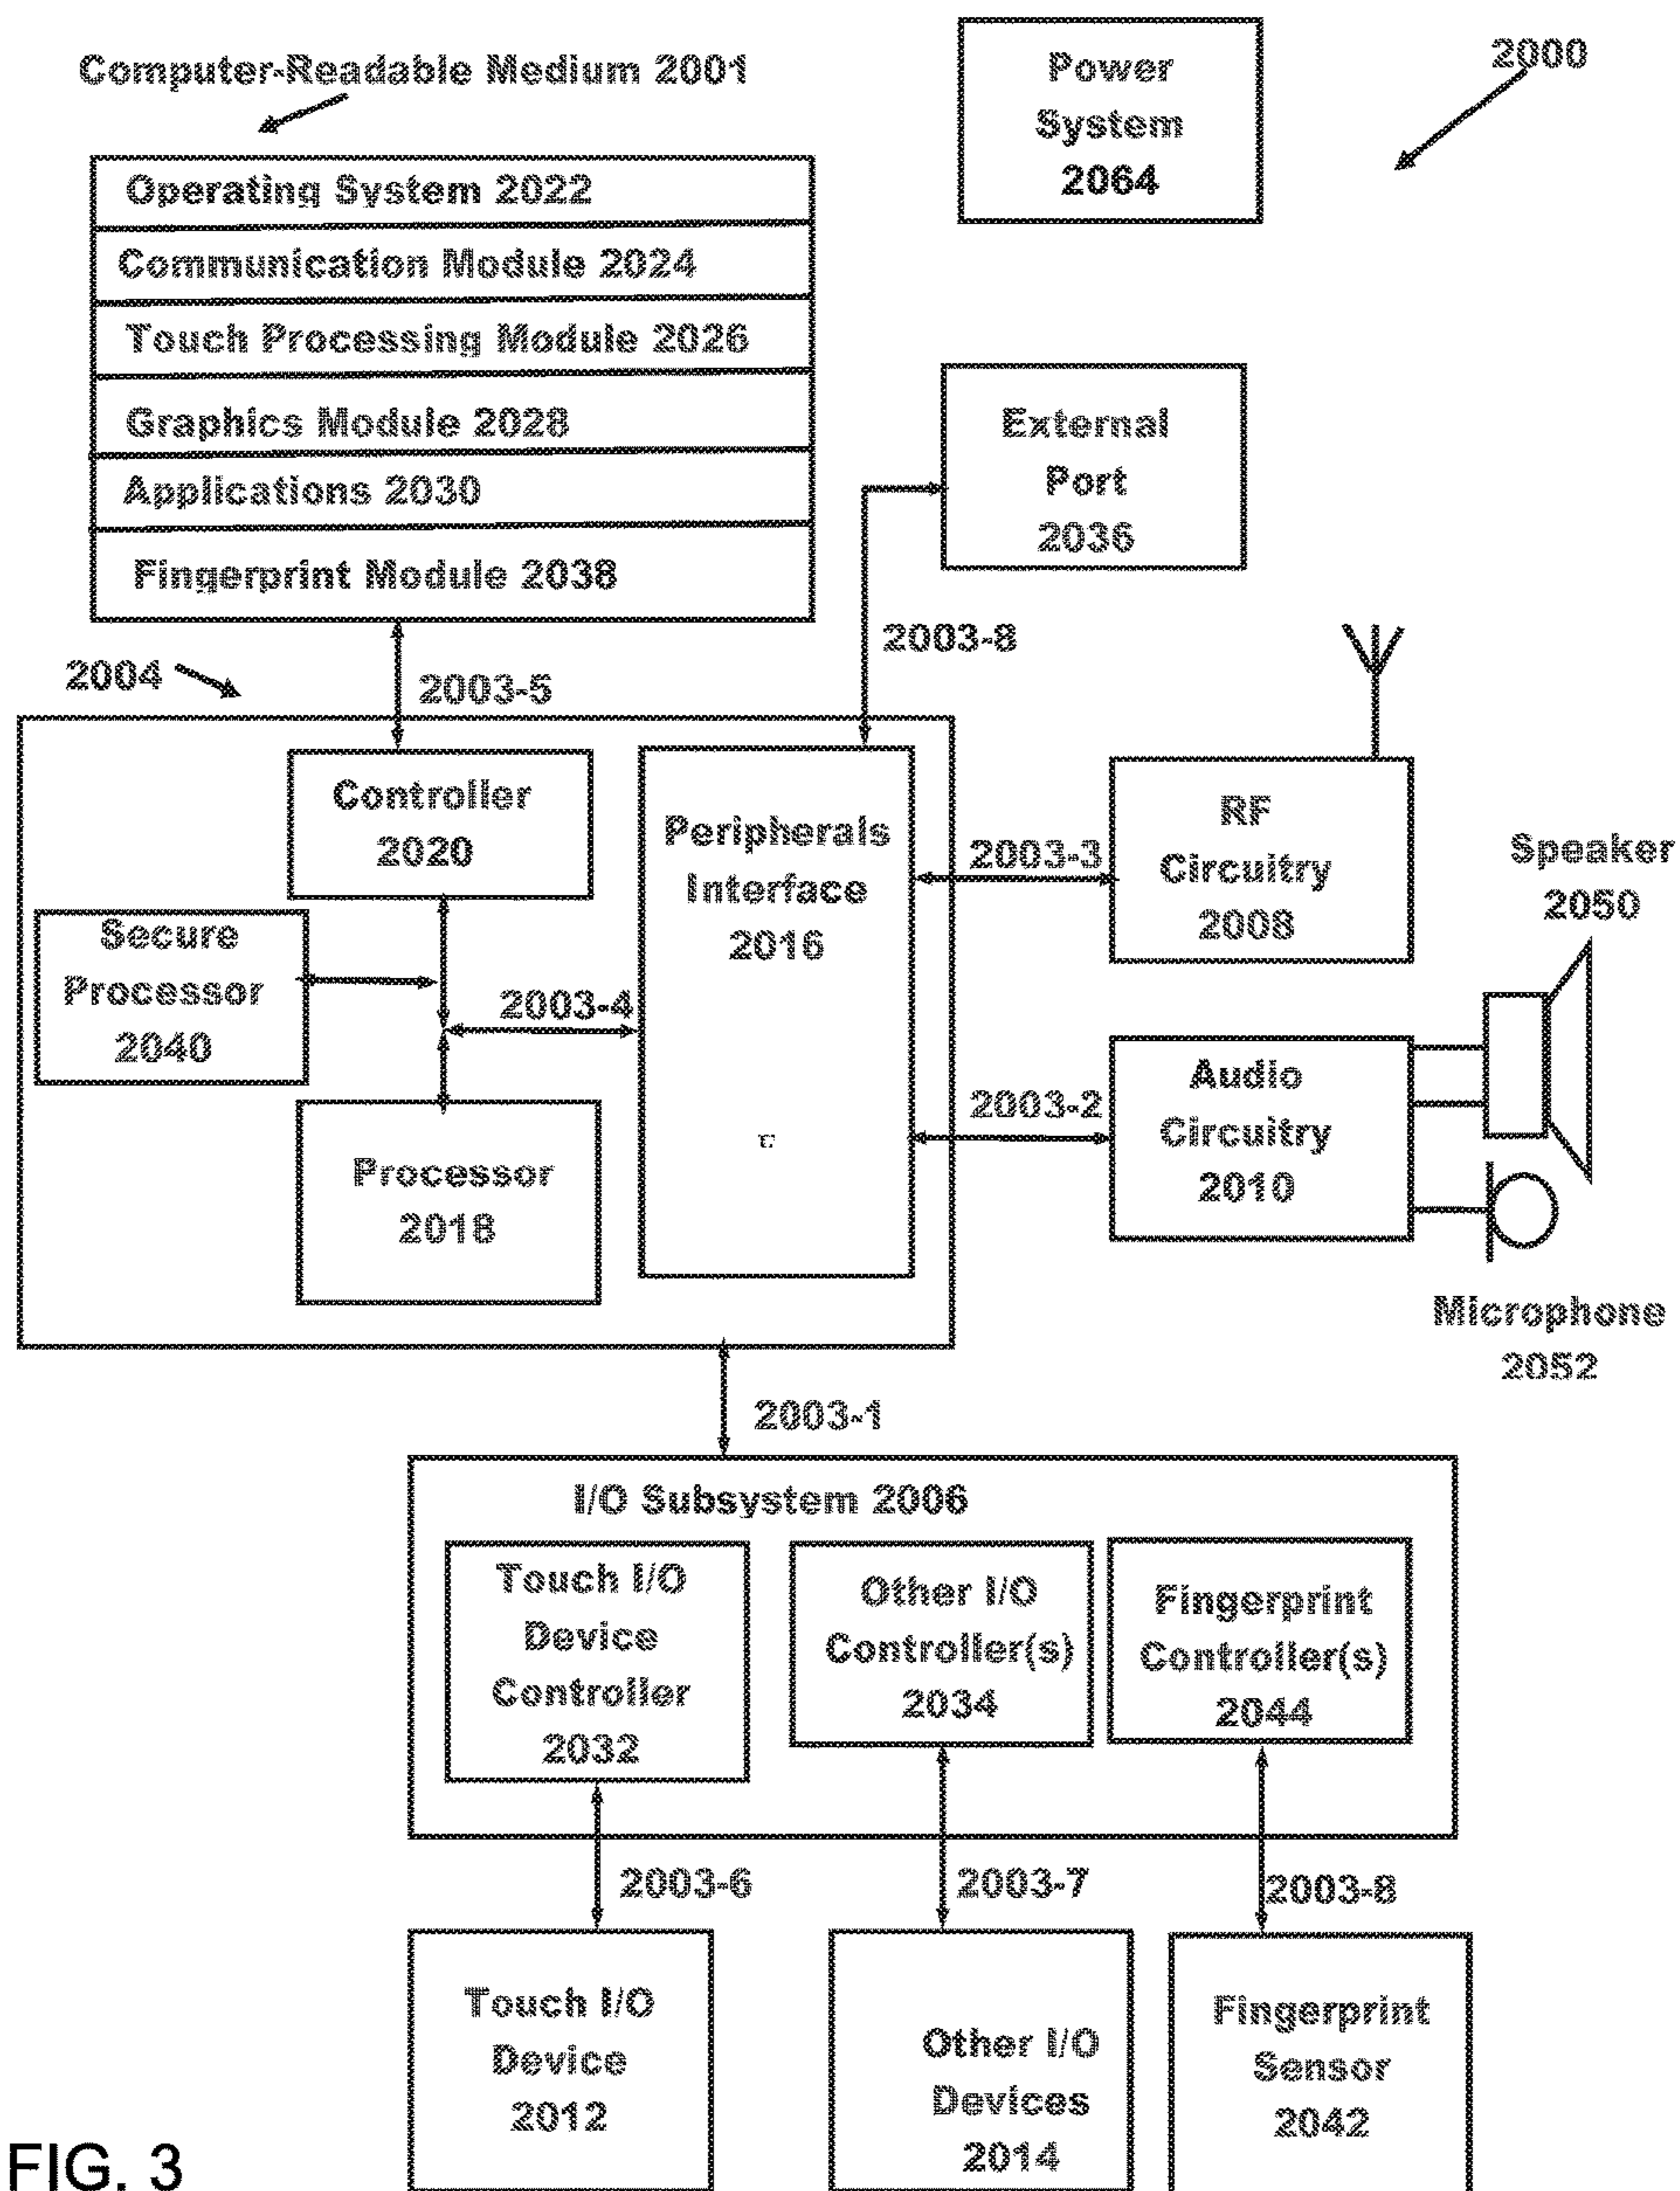 Computer-Readable Medium 2001
Power
System
2064
2000
Operating System 2022
Communication Module 2024
Touch Processing Module 2026
Graphics Module 2028
Applications 2030
Fingerprint Module 2038
External
Port
2036
2003-8
2004
2003-5
Controller
2020
Peripherals
Interface
2016
2003-3
RF
Circuitry
2008
Speaker
2050
Secure
Processor
2040
2003-4
Processor
2018
2003-2
Audio
Circuitry
2010
Microphone
2052
2003-1
I/O Subsystem 2006
Touch I/O
Device
Controller
2032
Other I/O
Controller(s)
2034
Fingerprint
Controller(s)
2044
2003-6
2003-7
2003-8
Touch I/O
Device
2012
Other I/O
Devices
2014
Fingerprint
Sensor
2042
FIG. 3